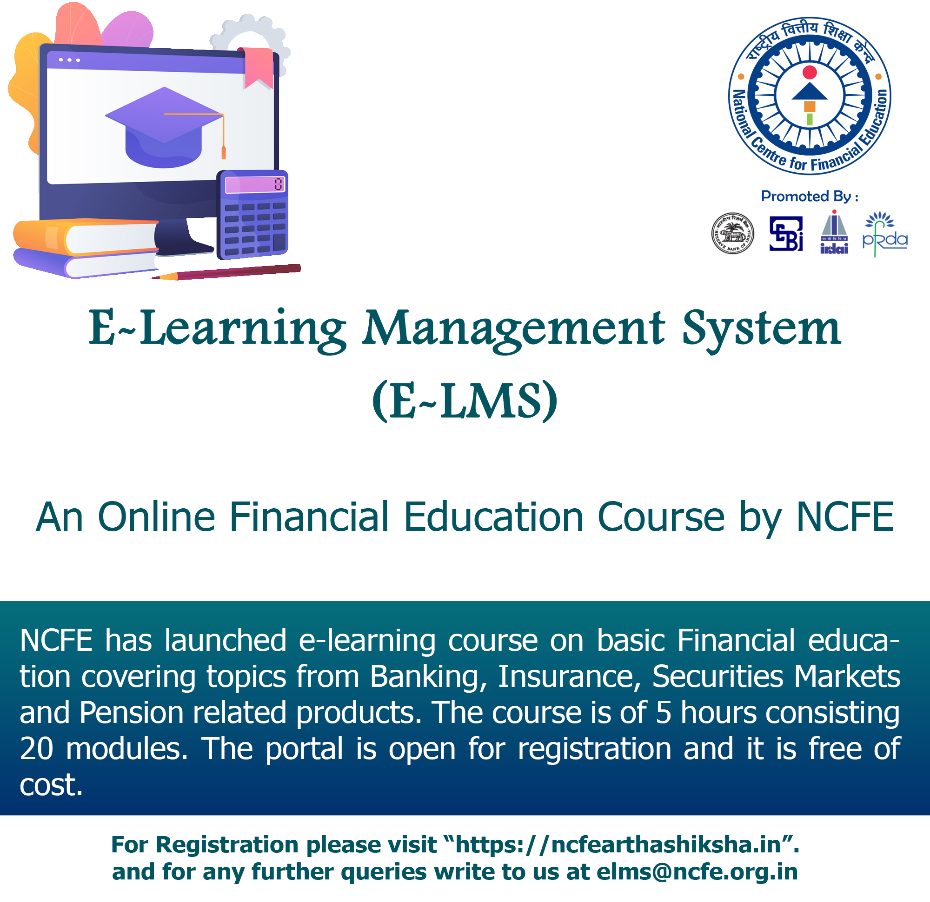 0
राष्ट्रीय वित्तीय शिक्षा केन्द्र
National Centre for Financial Education
Promoted By :
SEBI
irdai
pfrda
E-Learning Management System
(E-LMS)
An Online Financial Education Course by NCFE
NCFE has launched e-learning course on basic Financial educa-
tion covering topics from Banking, Insurance, Securities Markets
and Pension related products. The course is of 5 hours consisting
20 modules. The portal is open for registration and it is free of
cost.
For Registration please visit “https://ncfearthashiksha.in”.
and for any further queries write to us at elms@ncfe.org.in